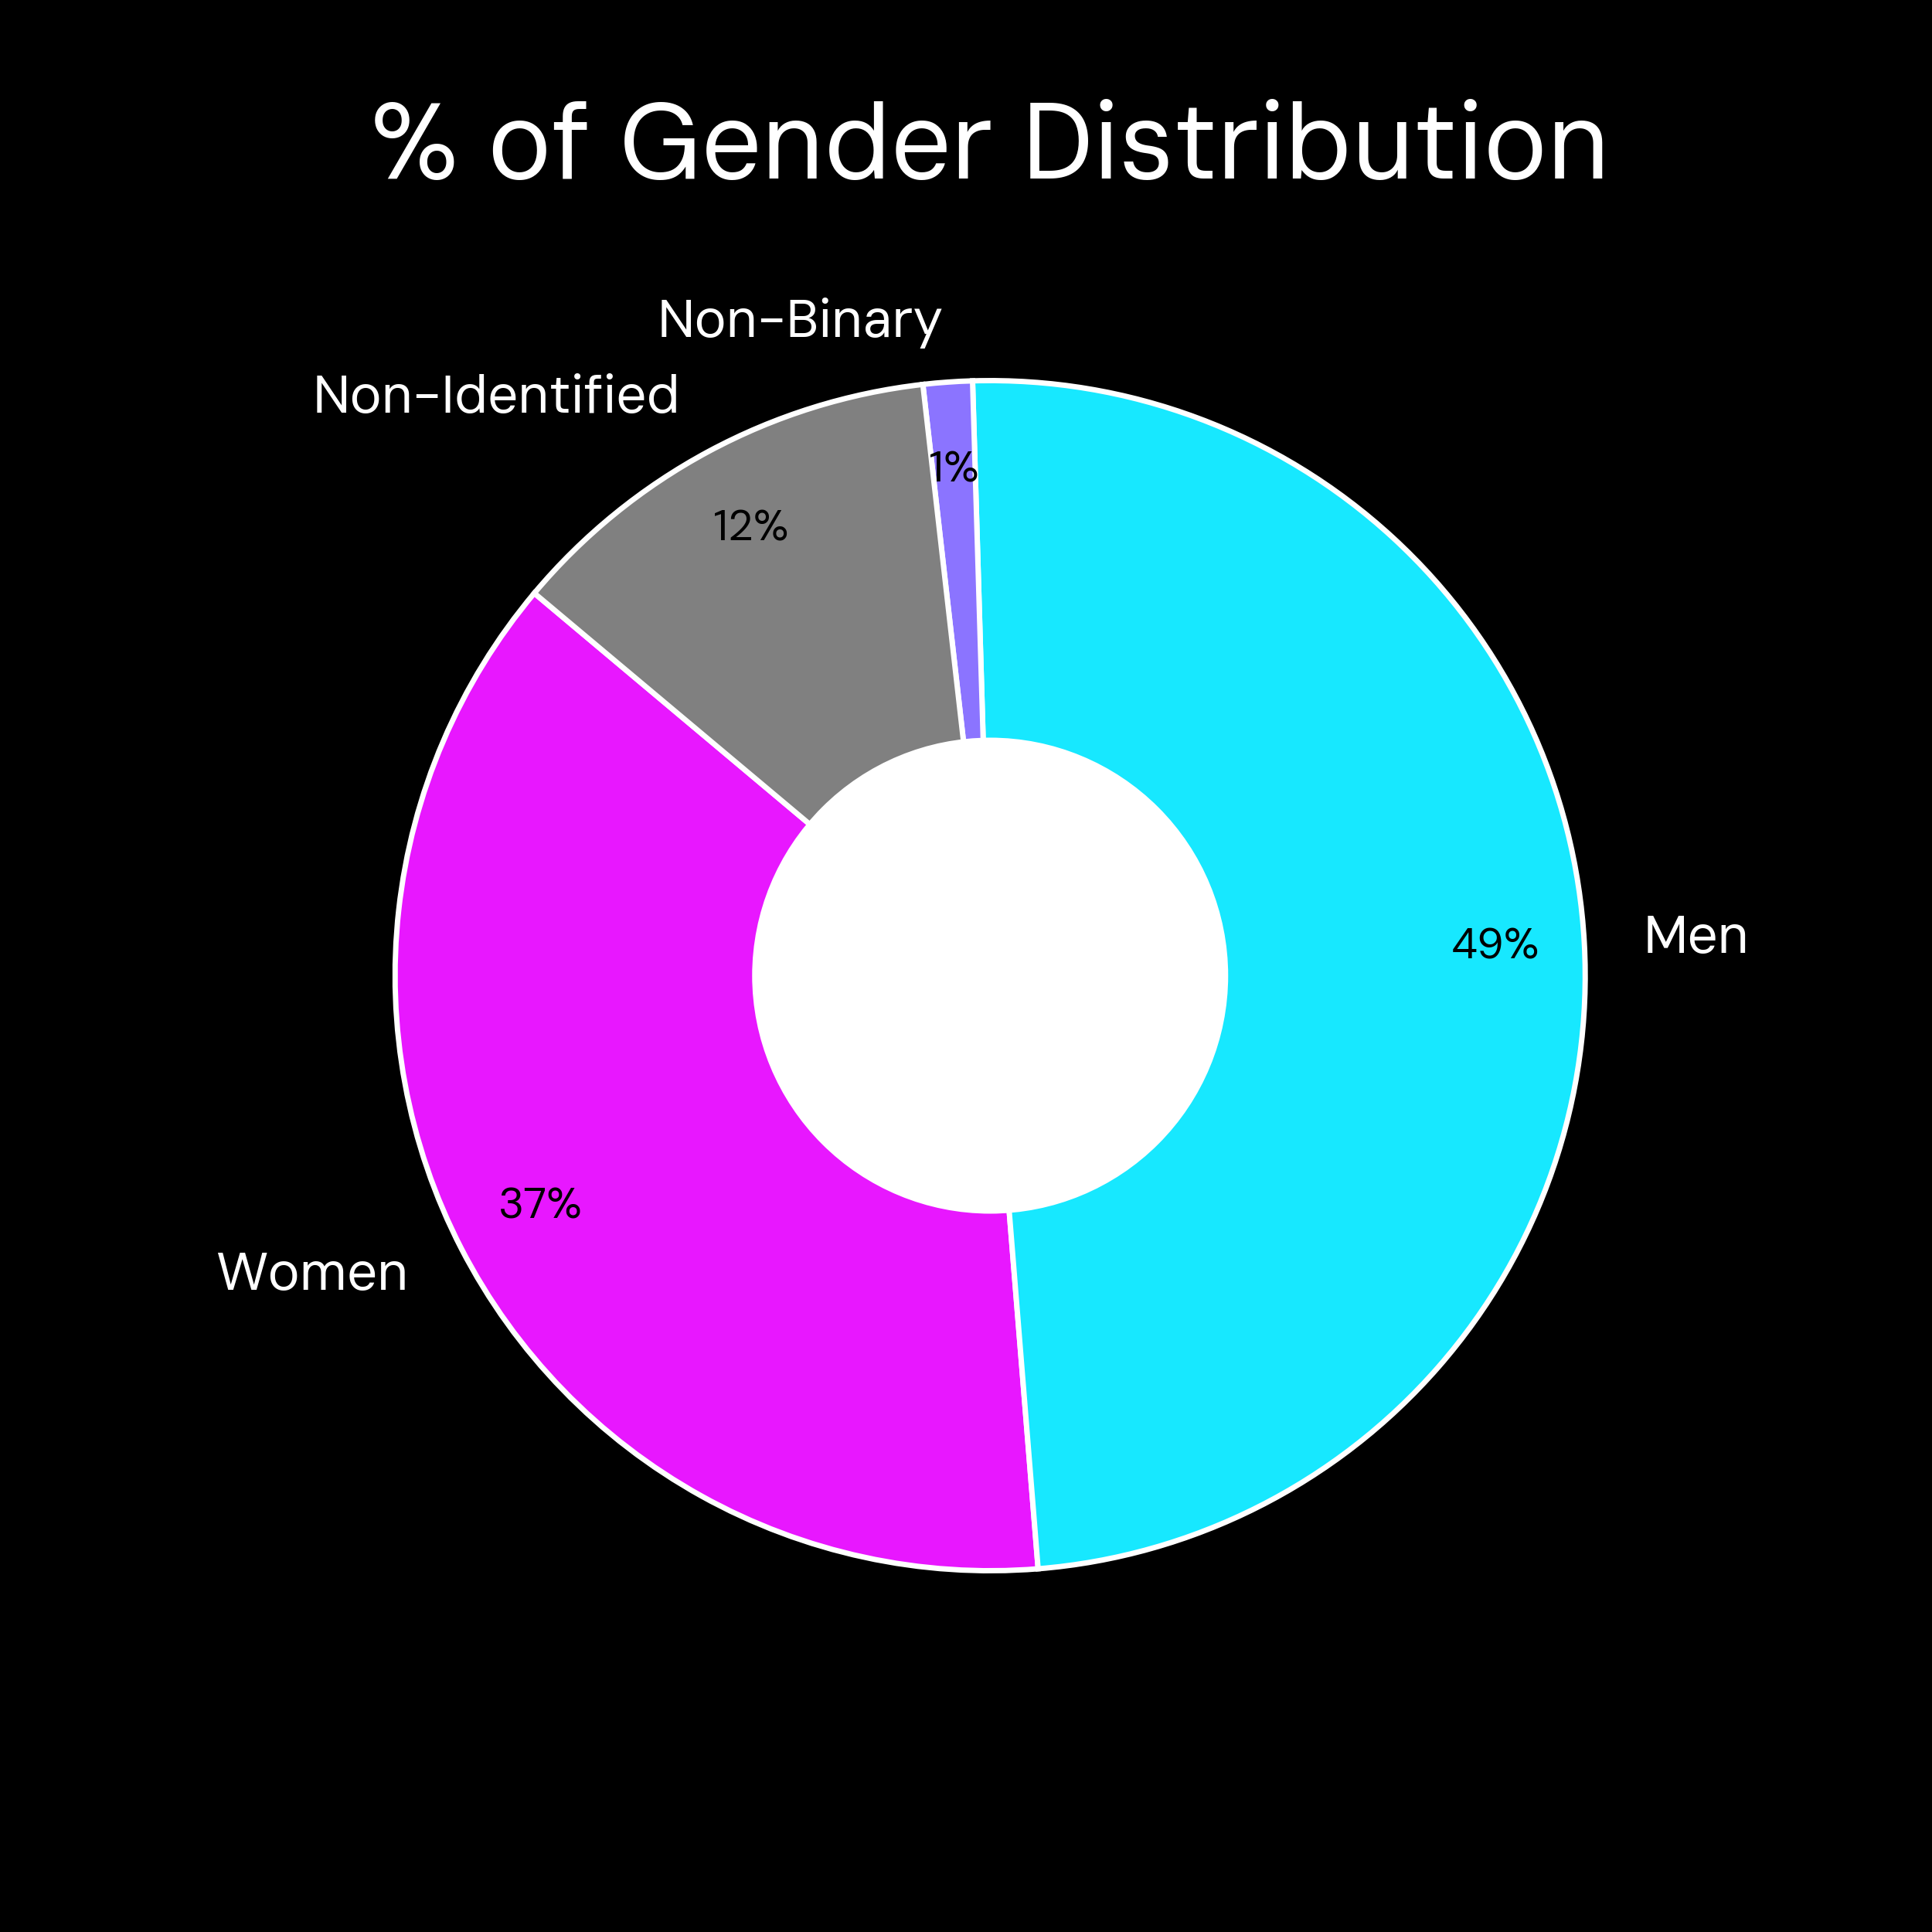 % of Gender Distribution
Non-Binary
Non-Identified
1%
12%
49%
Men
37%
Women